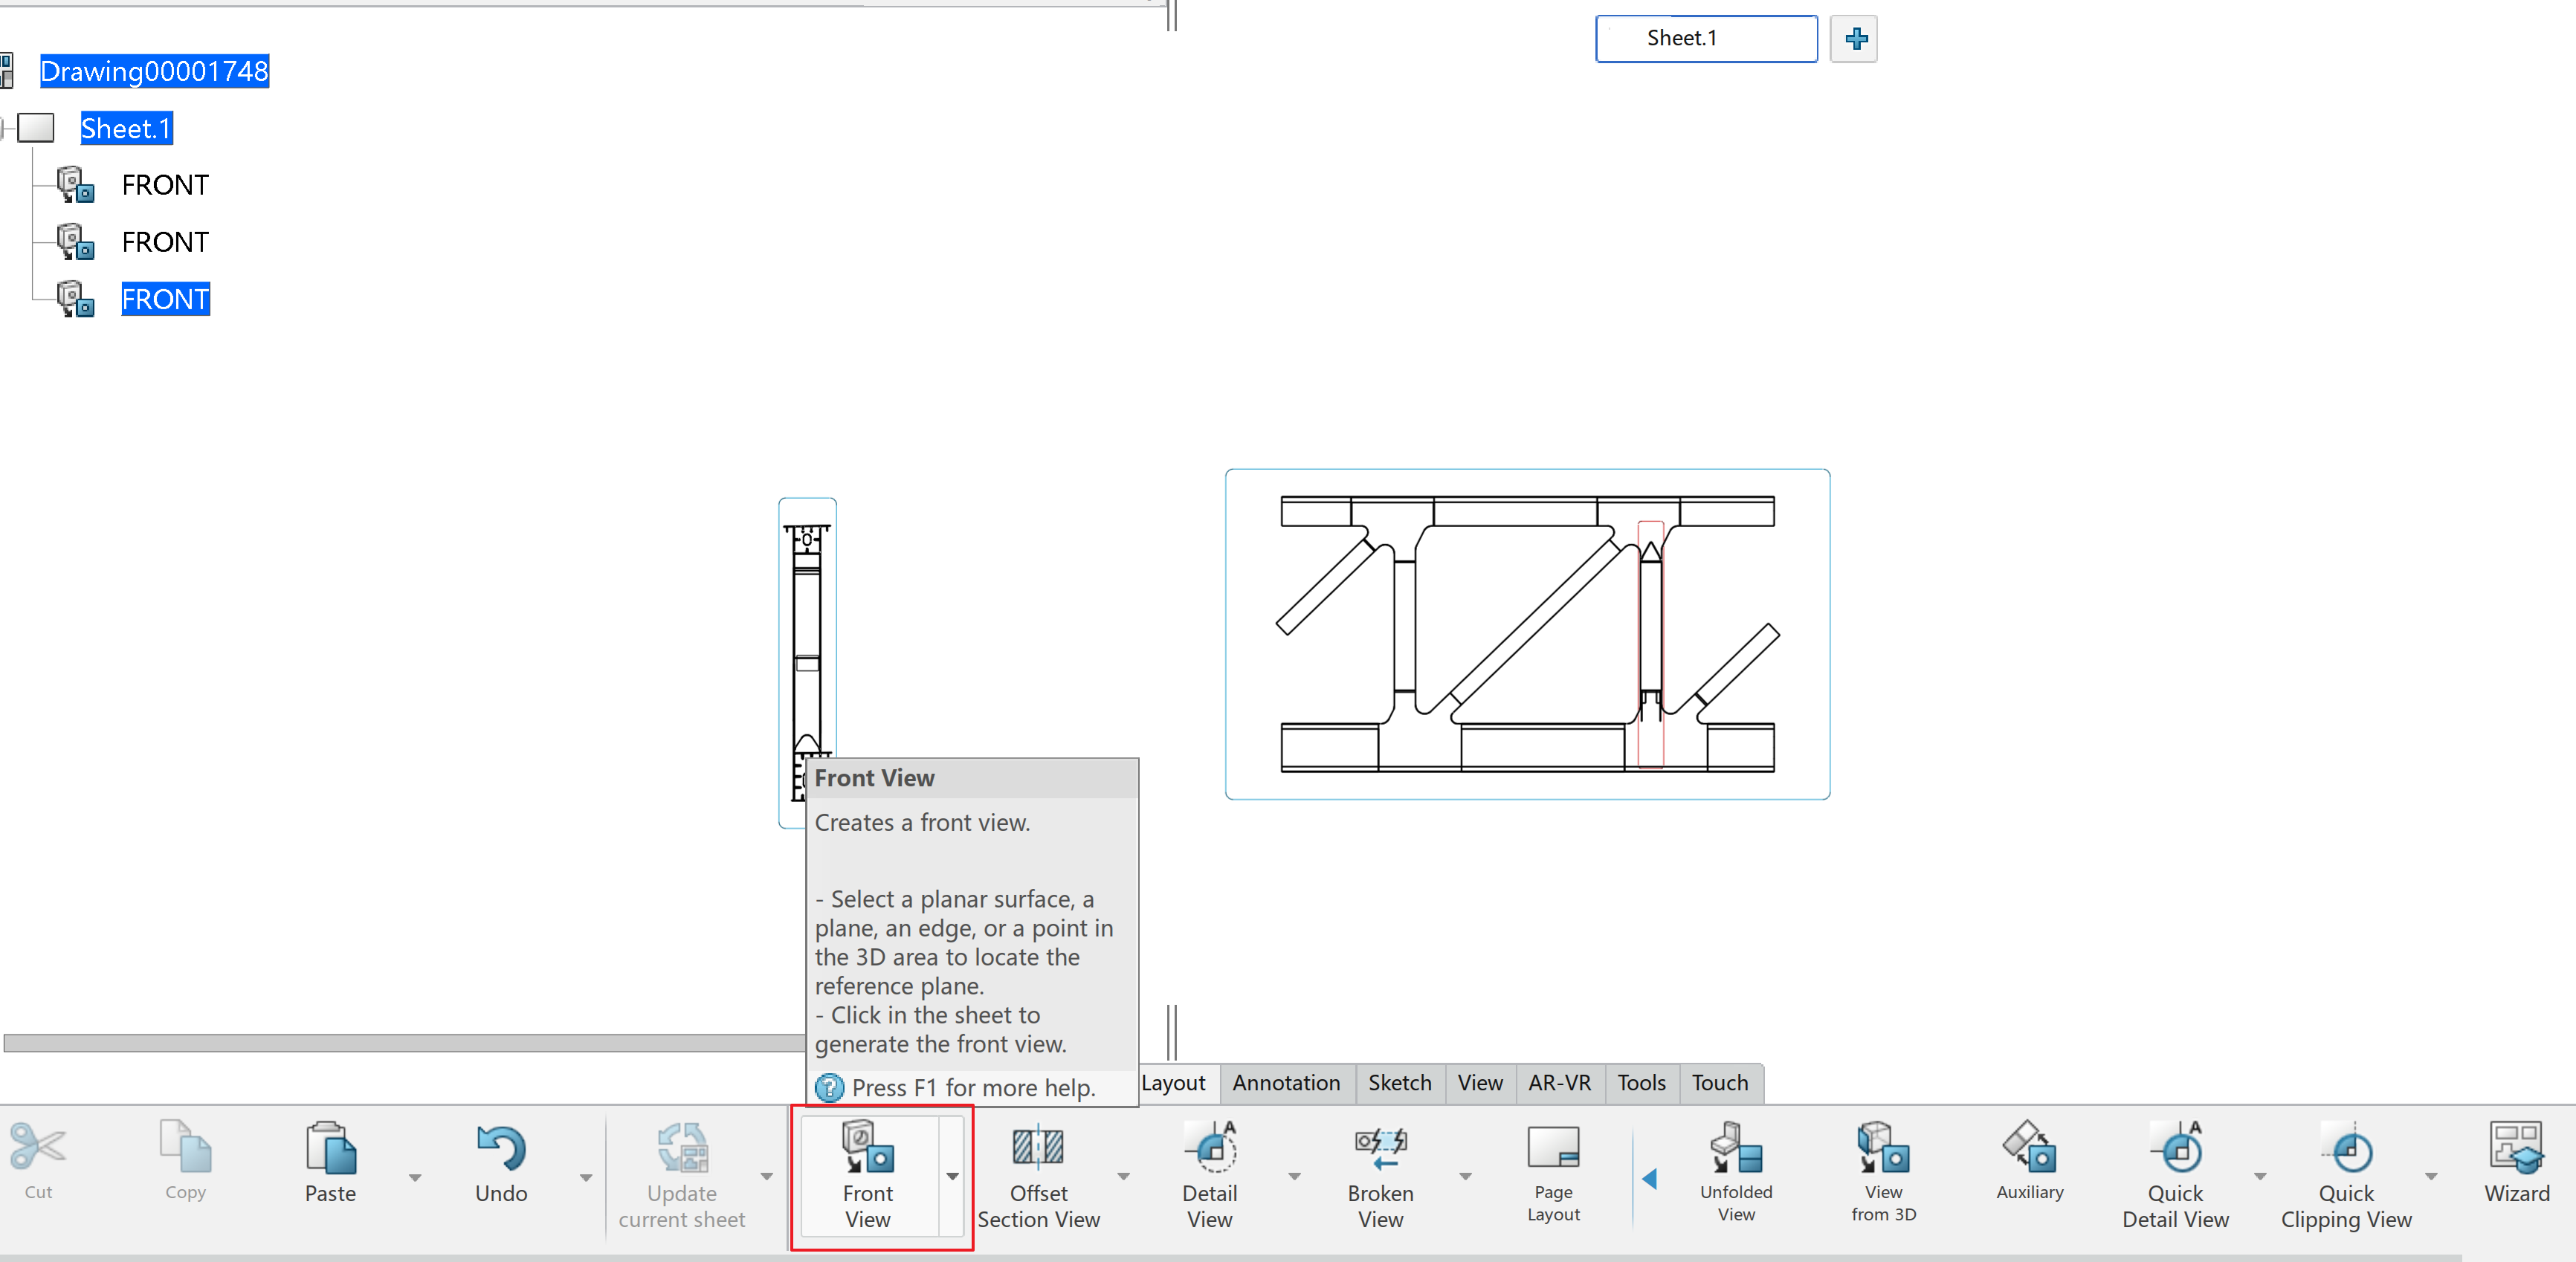 Sheet.1
Drawing00001748
Sheet.1
FRONT
FRONT
FRONT
Front View
Creates a front view.
- Select a planar surface, a
plane, an edge, or a point in
the 3D area to locate the
reference plane.
- Click in the sheet to
generate the front view.
Press F1 for more help.
Layout
Annotation
Sketch
View
AR-VR
Tools
Touch
Cut
Copy
Paste
Undo
Update
current sheet
Front
View
Offset
Section View
Detail
View
Broken
View
Page
Layout
Unfolded
View
View
from 3D
Auxiliary
Quick
Detail View
Quick
Clipping View
Wizard